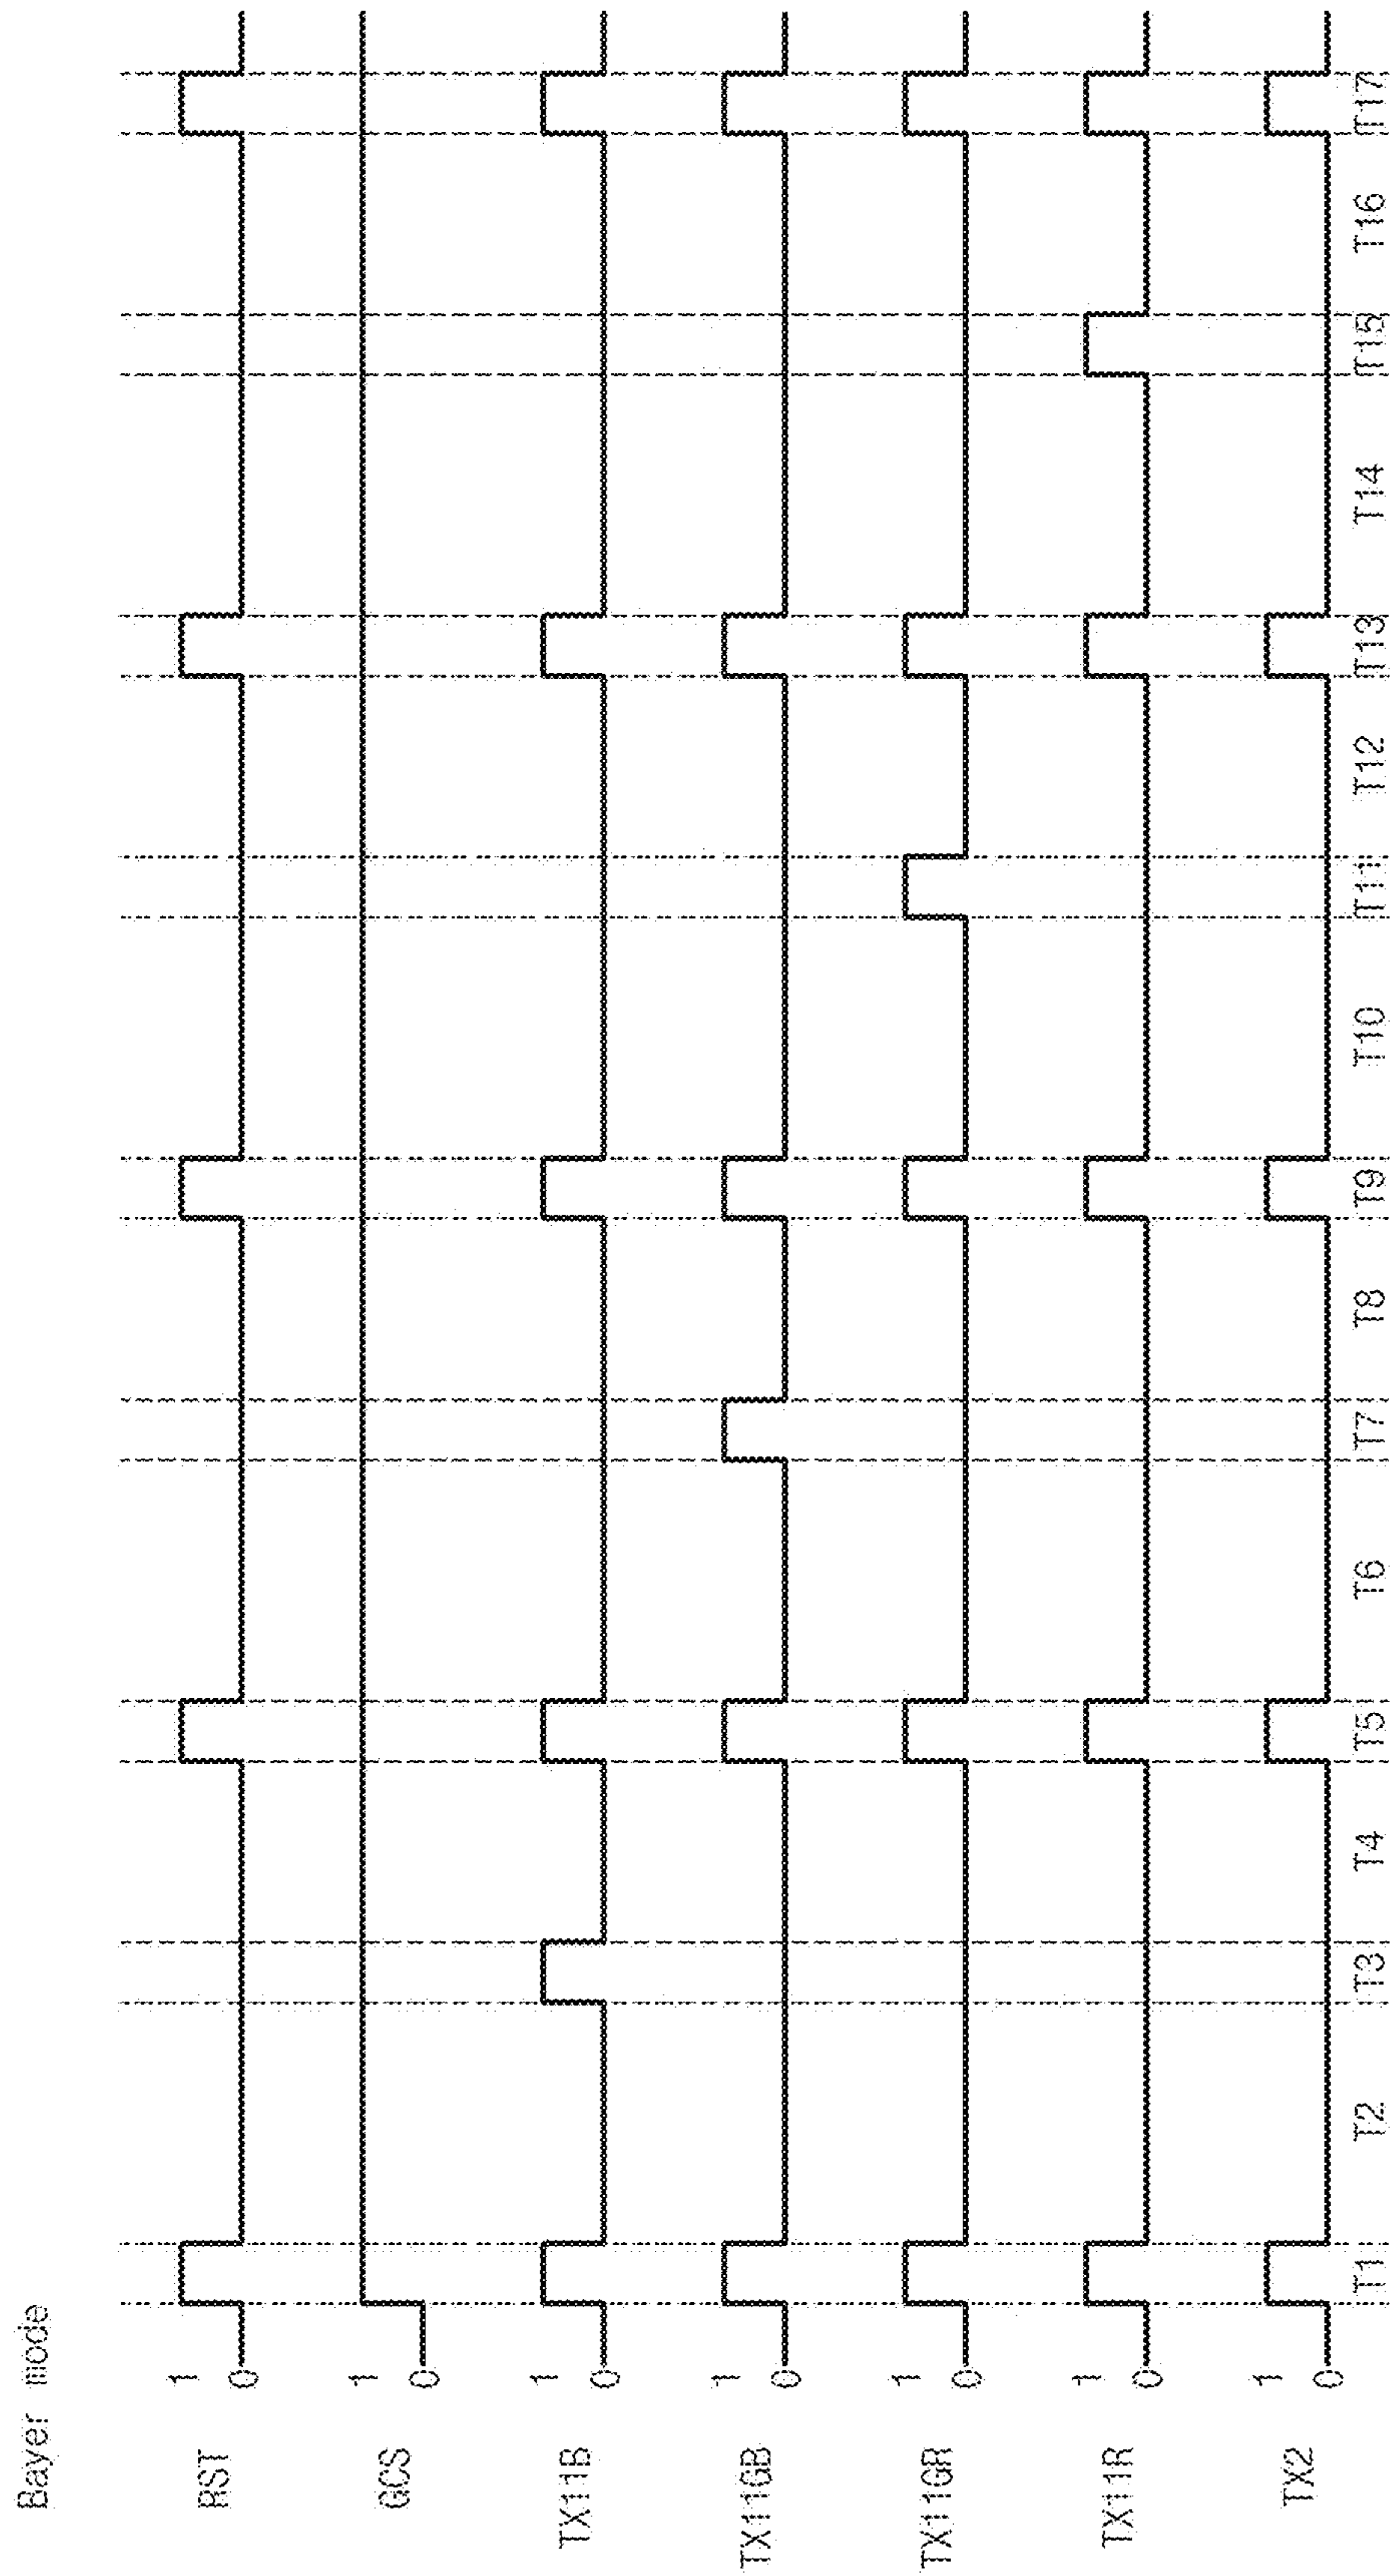 Bayer mode
RST 1 0
GCS 1 0
TX11B 1 0
TX11GB 1 0
TX11GR 1 0
TX11R 1 0
TX2 1 0
T1 T2 T3 T4 T5 T6 T7 T8 T9 T10 T11 T12 T13 T14 T15 T16 T17